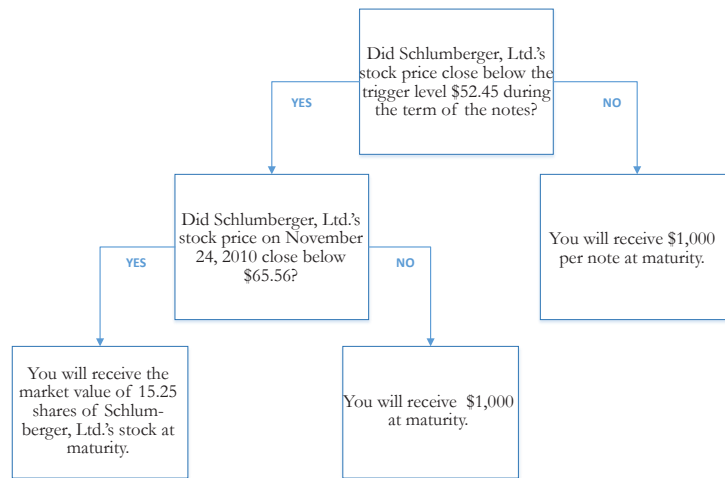 Did Schlumberger, Ltd.'s
stock price close below the
trigger level $52.45 during
the term of the notes?
YES
NO
Did Schlumberger, Ltd.'s
stock price on November
24, 2010 close below
$65.56?
You will receive $1,000
per note at maturity.
YES
NO
You will receive the
market value of 15.25
shares of Schlum-
berger, Ltd.'s stock at
maturity.
You will receive $1,000
at maturity.